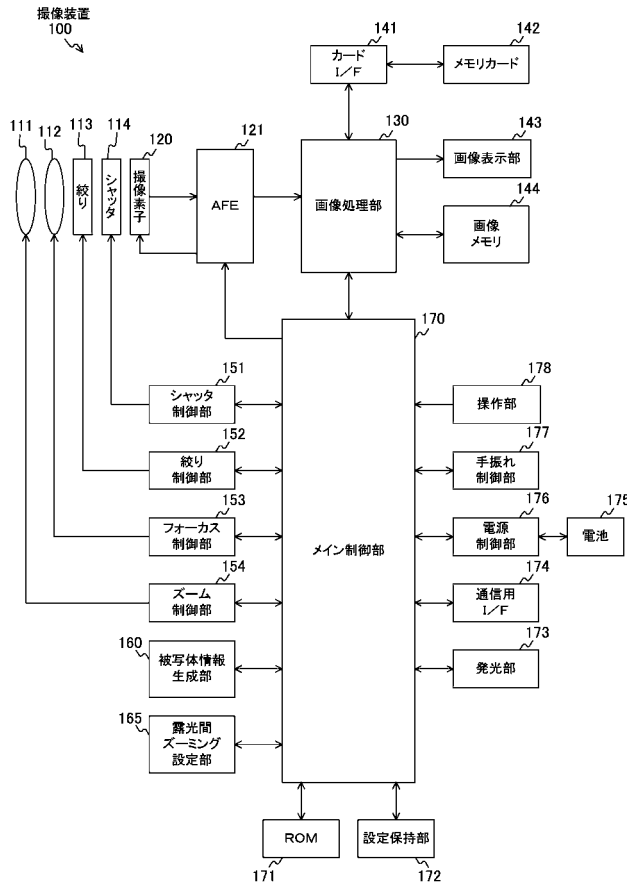 撮像装置
100
141
カード
I／F
142
メモリカード
111
112
113
114
120
121
130
143
絞り
シャッタ
撮像素子
AFE
画像処理部
画像表示部
144
画像
メモリ
170
151
シャッタ
制御部
178
操作部
152
絞り
制御部
177
手振れ
制御部
153
フォーカス
制御部
メイン制御部
176
電源
制御部
175
電池
154
ズーム
制御部
174
通信用
I／F
160
被写体情報
生成部
173
発光部
165
露光間
ズーミング
設定部
ROM
171
設定保持部
172